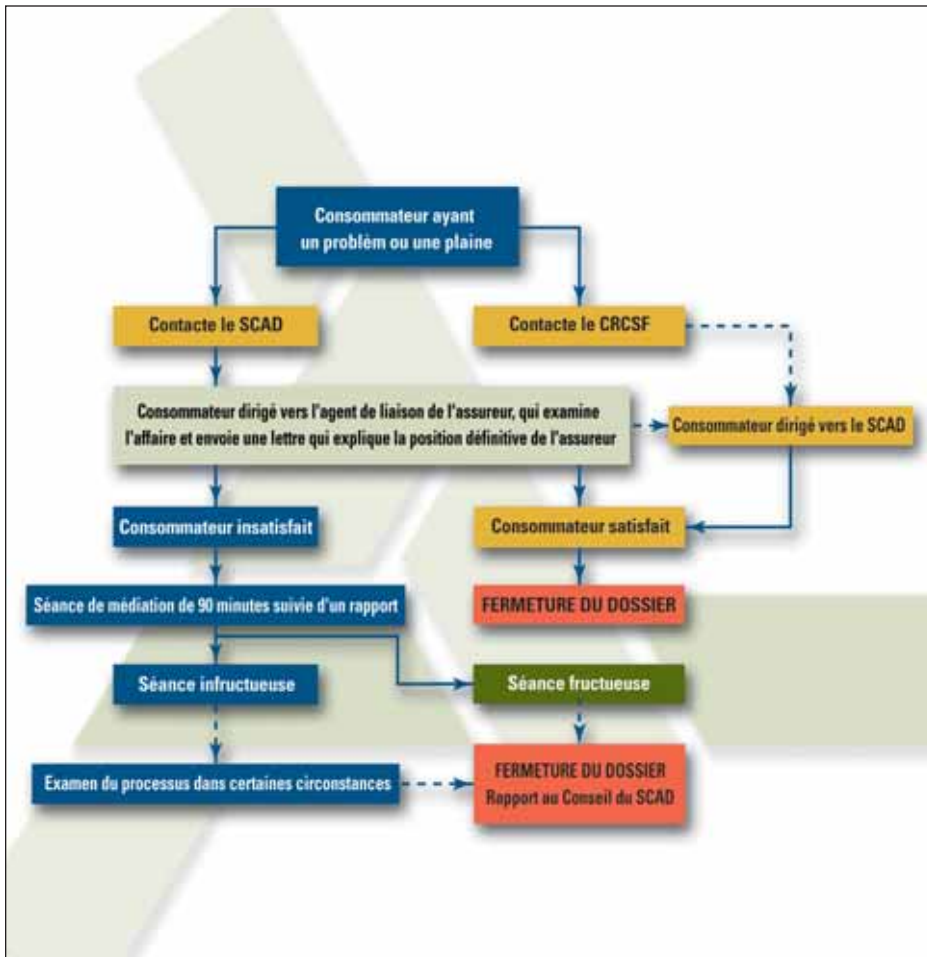 Consommateur ayant
un problèm ou une plaine
Contacte le SCAD
Contacte le CRCSF
Consommateur dirigé vers l'agent de liaison de l'assureur, qui examine
l'affaire et envoie une lettre qui explique la position définitive de l'assureur
Consommateur dirigé vers le SCAD
Consommateur insatisfait
Consommateur satisfait
Séance de médiation de 90 minutes suivie d'un rapport
FERMETURE DU DOSSIER
Séance infructueuse
Séance fructueuse
Examen du processus dans certaines circonstances
FERMETURE DU DOSSIER
Rapport au Conseil du SCAD